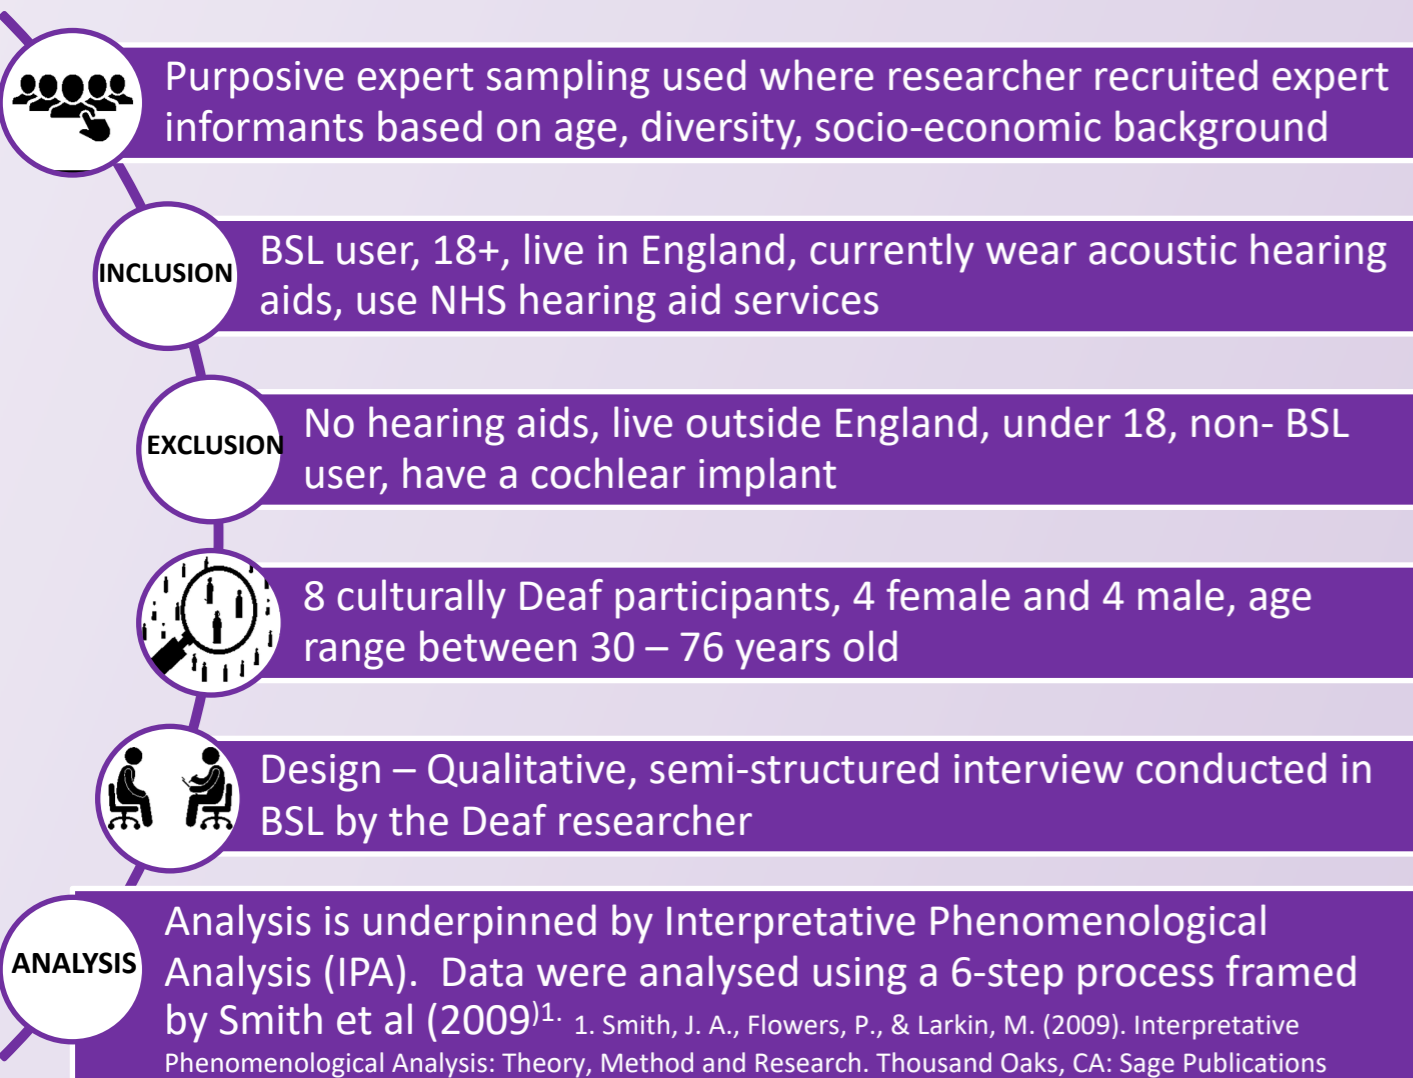 Purposive expert sampling used where researcher recruited expert
informants based on age, diversity, socio-economic background
INCLUSION
BSL user, 18+, live in England, currently wear acoustic hearing
aids, use NHS hearing aid services
EXCLUSION
No hearing aids, live outside England, under 18, non- BSL
user, have a cochlear implant
8 culturally Deaf participants, 4 female and 4 male, age
range between 30 – 76 years old
Design – Qualitative, semi-structured interview conducted in
BSL by the Deaf researcher
ANALYSIS
Analysis is underpinned by Interpretative Phenomenological
Analysis (IPA).  Data were analysed using a 6-step process framed
by Smith et al (2009)1. 1. Smith, J. A., Flowers, P., & Larkin, M. (2009). Interpretative
Phenomenological Analysis: Theory, Method and Research. Thousand Oaks, CA: Sage Publications